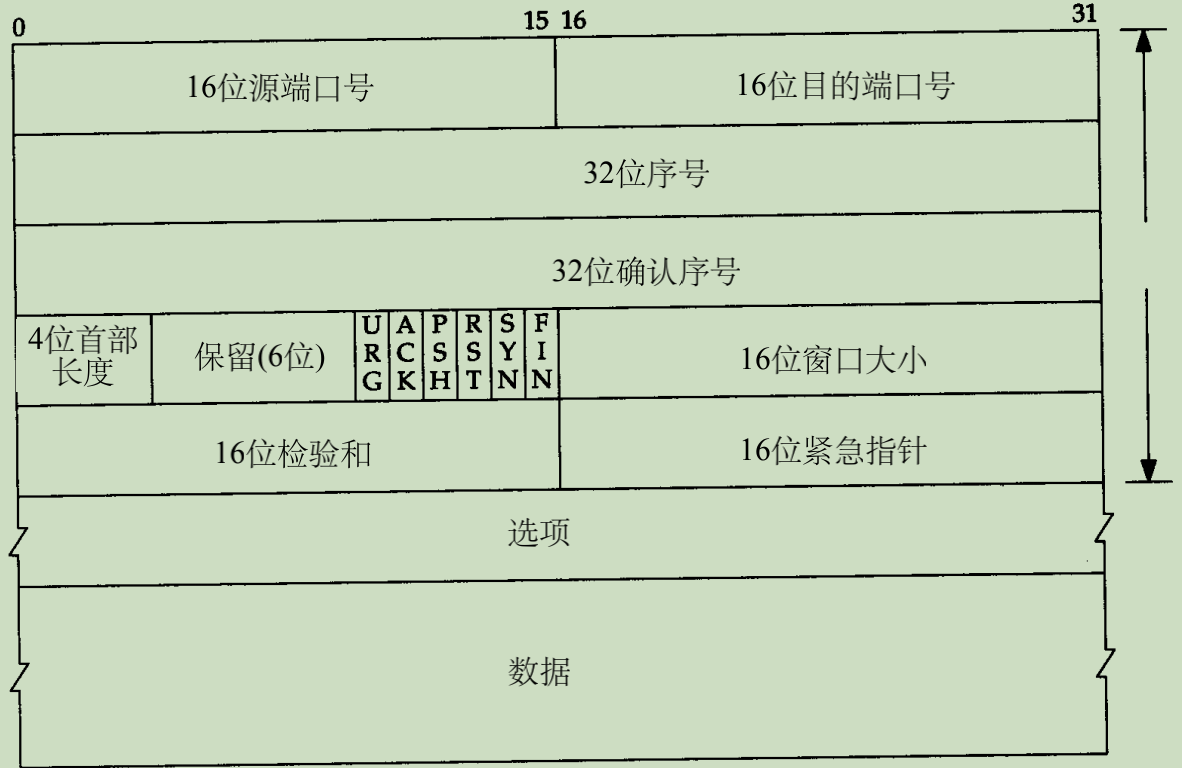 0 15 16 31
16位源端口号 16位目的端口号
32位序号
32位确认序号
4位首部
长度
保留(6位)
URG
ACK
PSH
RST
SYN
FIN
16位窗口大小
16位检验和 16位紧急指针
选项
数据